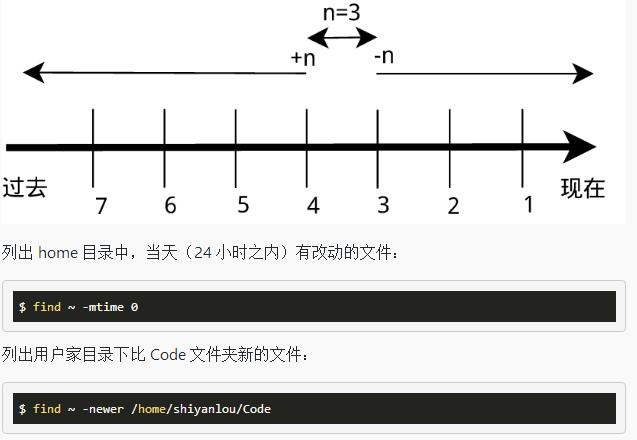 n=3
+n
-n
过去
7
6
5
4
3
2
1
现在
列出 home 目录中，当天（24 小时之内）有改动的文件：
$ find ~ -mtime 0
列出用户家目录下比 Code 文件夹新的文件：
$ find ~ -newer /home/shiyanlou/Code